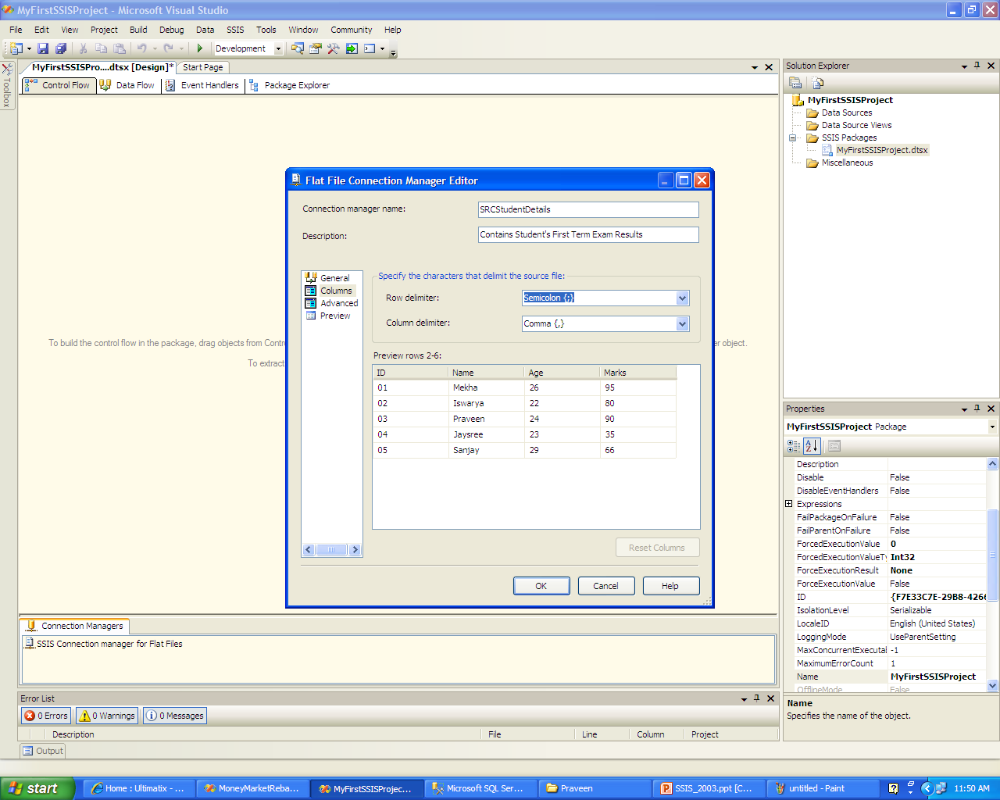 MyFirstSSISProject - Microsoft Visual Studio
File Edit View Project Build Debug Data SSIS Tools Window Community Help
Development
Toolbox
MyFirstSSISPro....dtsx [Design]* Start Page
Control Flow Data Flow Event Handlers Package Explorer
To build the control flow in the package, drag objects from Contr
er object.
To extract
Flat File Connection Manager Editor
Connection manager name: SRCStudentDetails
Description: Contains Student's First Term Exam Results
General
Columns
Advanced
Preview
Specify the characters that delimit the source file:
Row delimiter: Semicolon {;}
Column delimiter: Comma {,}
Preview rows 2-6:
ID Name Age Marks
01 Mekha 26 95
02 Iswarya 22 80
03 Praveen 24 90
04 Jaysree 23 35
05 Sanjay 29 66
Reset Columns
OK Cancel Help
Connection Managers
SSIS Connection manager for Flat Files
Error List
0 Errors 0 Warnings 0 Messages
Description File Line Column Project
Output
Solution Explorer
MyFirstSSISProject
Data Sources
Data Source Views
SSIS Packages
MyFirstSSISProject.dtsx
Miscellaneous
Properties
MyFirstSSISProject Package
Description
Disable False
DisableEventHandlers False
Expressions
FailPackageOnFailure False
FailParentOnFailure False
ForcedExecutionValue 0
ForcedExecutionValueTy Int32
ForceExecutionResult None
ForceExecutionValue False
ID {F7E33C7E-29B8-4266
IsolationLevel Serializable
LocaleID English (United States)
LoggingMode UseParentSetting
MaxConcurrentExecutal -1
MaximumErrorCount 1
Name MyFirstSSISProject
OfflineMode False
Name
Specifies the name of the object.
start Home : Ultimatix - ... MoneyMarketReba... MyFirstSSISProjec... Microsoft SQL Ser... Praveen SSIS_2003.ppt [C... untitled - Paint 11:50 AM